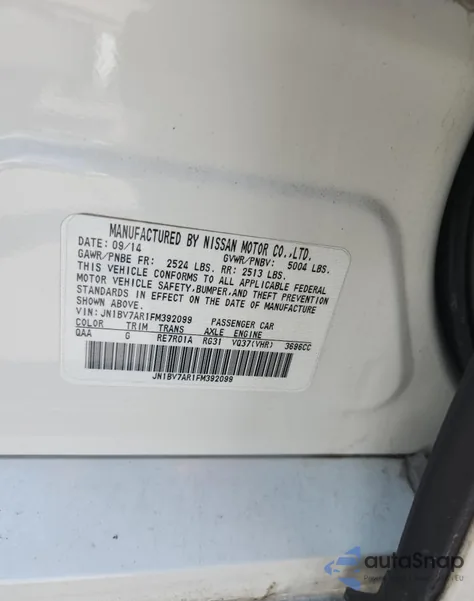 MANUFACTURED BY NISSAN MOTOR CO.,LTD.
DATE: 09/14 GVWR/PNBV: 5004 LBS.
GAWR/PNBE FR: 2524 LBS. RR: 2513 LBS.
THIS VEHICLE CONFORMS TO ALL APPLICABLE FEDERAL
MOTOR VEHICLE SAFETY,BUMPER,AND THEFT PREVENTION
STANDARDS IN EFFECT ON THE DATE OF MANUFACTURE
SHOWN ABOVE.
VIN: JN1BV7AR1FM392099 PASSENGER CAR
COLOR TRIM TRANS AXLE ENGINE
QAA G RE7R01A RG31 VQ37(VHR) 3696CC
JN1BV7AR1FM392099
autoSnap